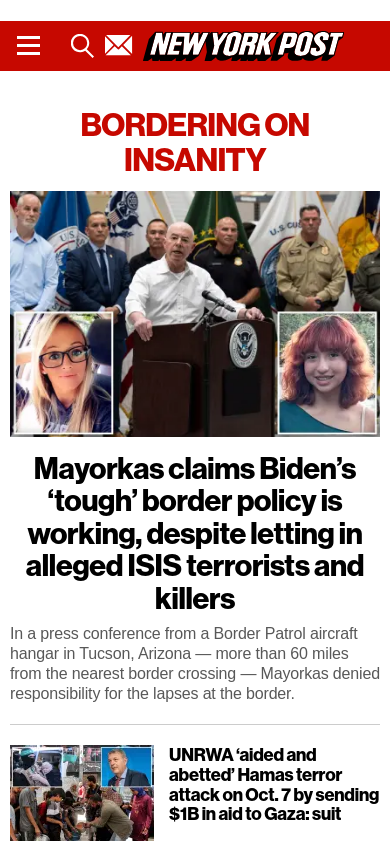 NEW YORK POST
BORDERING ON
INSANITY
Mayorkas claims Biden’s
‘tough’ border policy is
working, despite letting in
alleged ISIS terrorists and
killers
In a press conference from a Border Patrol aircraft
hangar in Tucson, Arizona — more than 60 miles
from the nearest border crossing — Mayorkas denied
responsibility for the lapses at the border.
UNRWA ‘aided and
abetted’ Hamas terror
attack on Oct. 7 by sending
$1B in aid to Gaza: suit